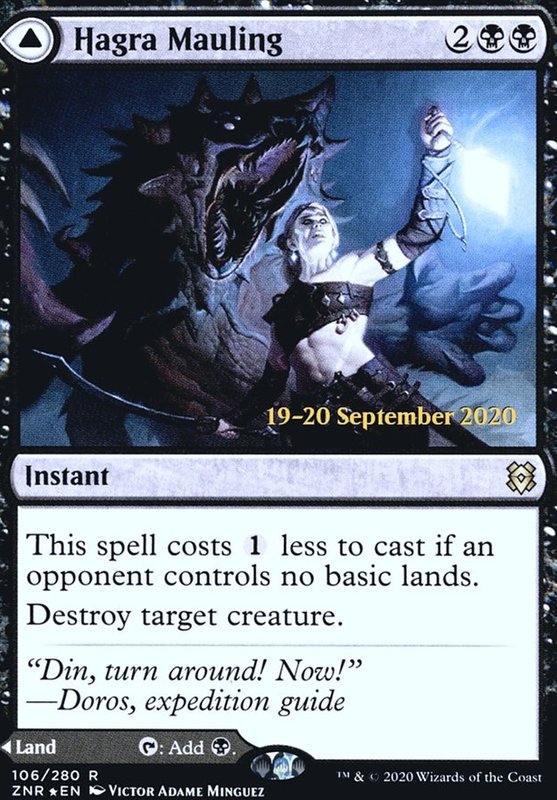 Hagra Mauling 2
19-20 September 2020
Instant
This spell costs 1 less to cast if an
opponent controls no basic lands.
Destroy target creature.
“Din, turn around! Now!”
—Doros, expedition guide
Land : Add .
106/280 R
ZNR ★ EN Victor Adame Minguez
™ & © 2020 Wizards of the Coast